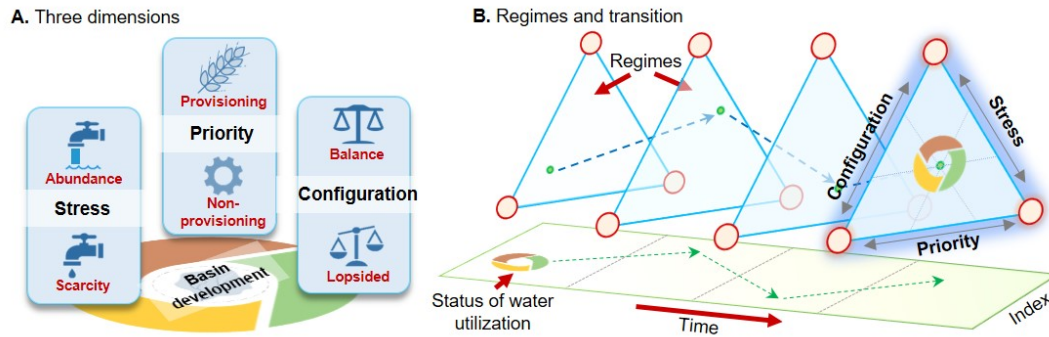 A. Three dimensions
Provisioning
Priority
Non-
provisioning
Abundance
Stress
Scarcity
Balance
Configuration
Lopsided
Basin
development
B. Regimes and transition
Regimes
Configuration
Stress
Priority
Status of water
utilization
Time
Index